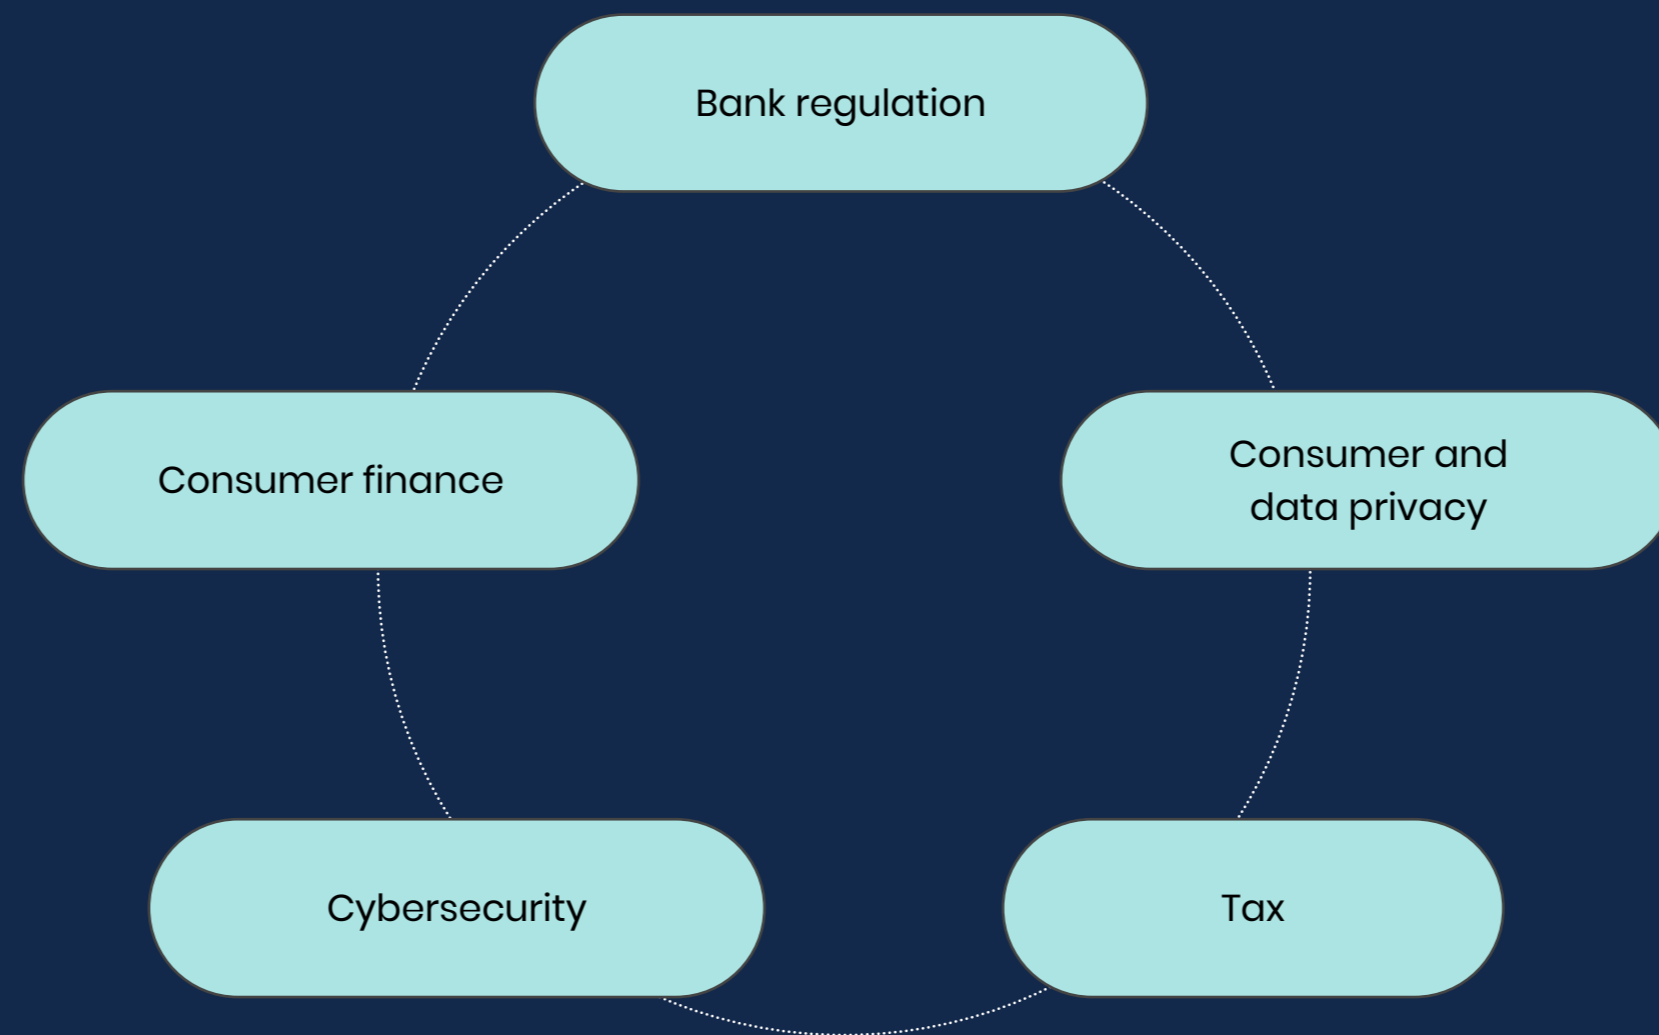 Bank regulation
Consumer finance
Consumer and
data privacy
Cybersecurity
Tax